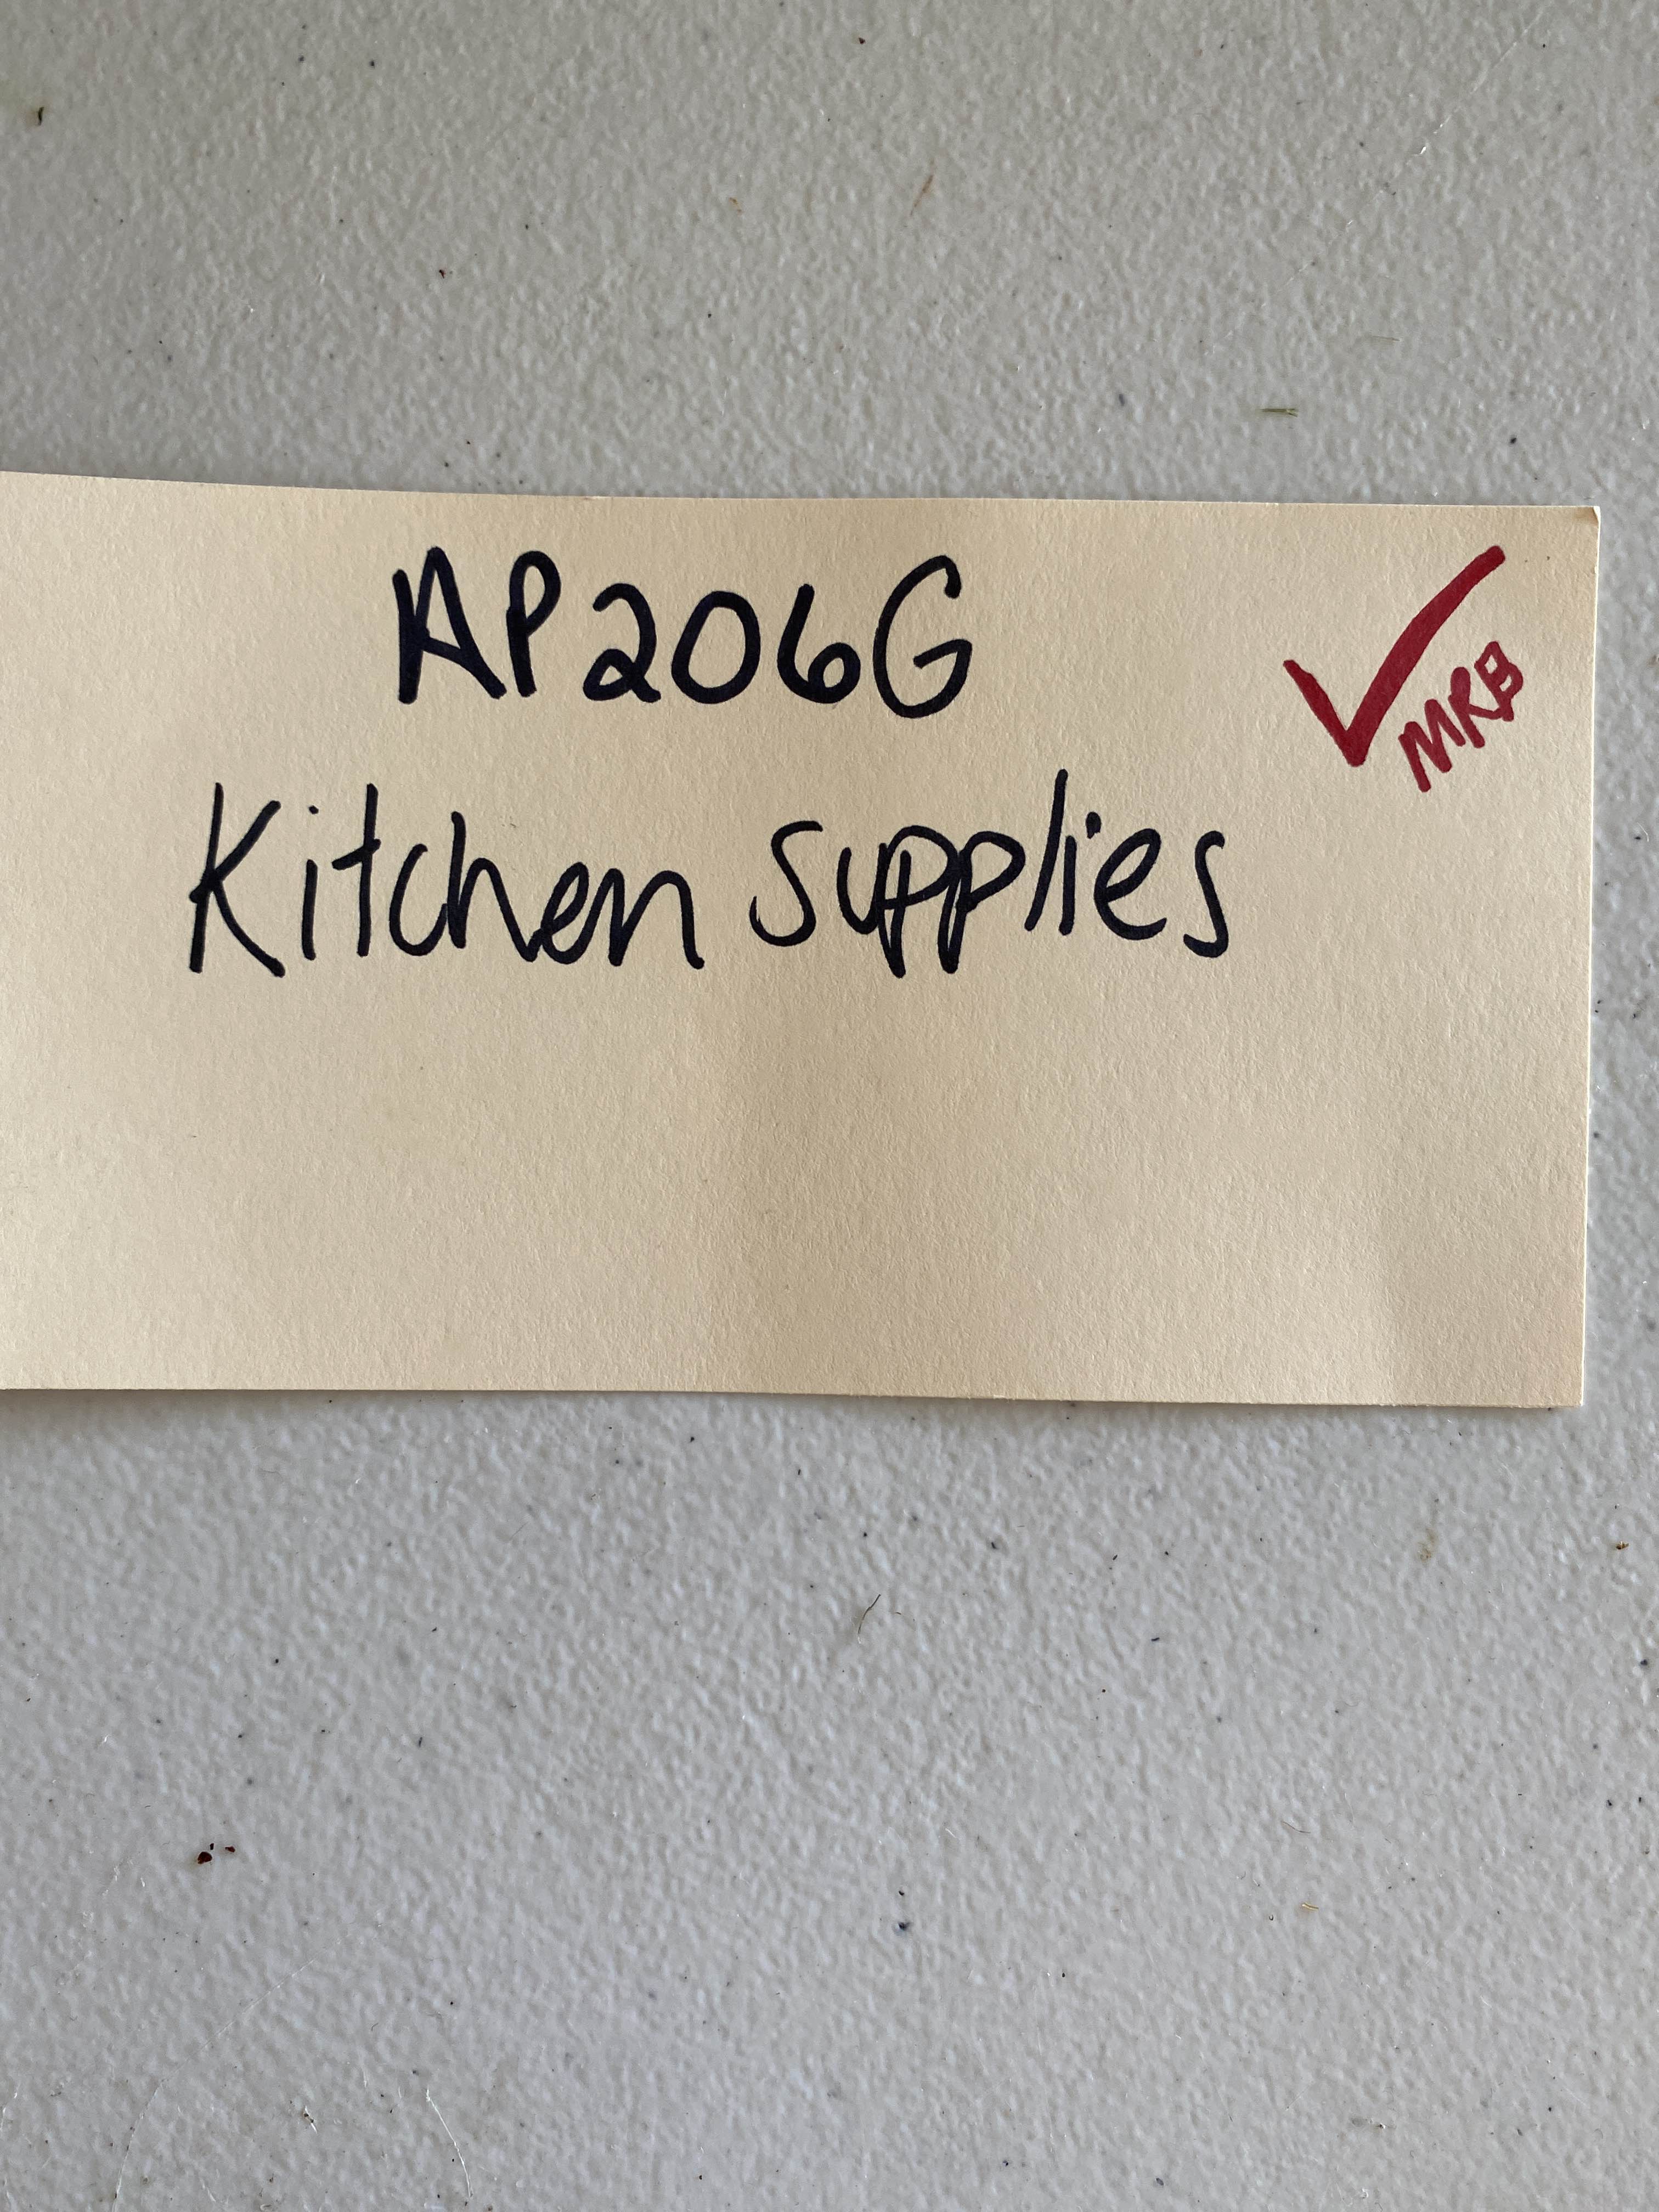 AP206G
Kitchen supplies
✓
MRB